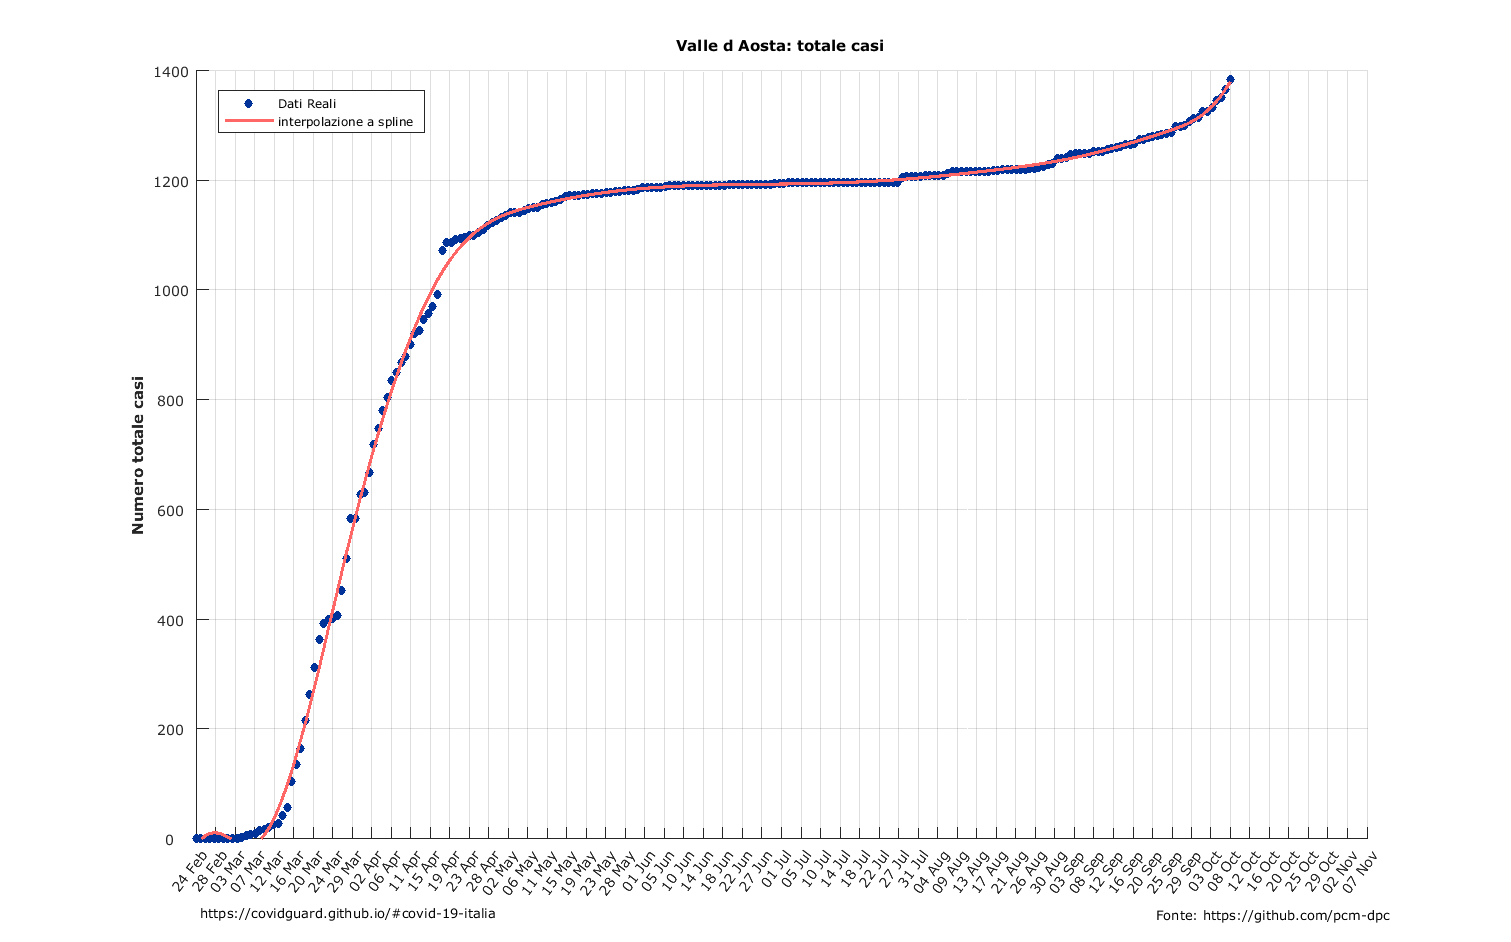 Valle d Aosta: totale casi
Dati Reali
interpolazione a spline
Numero totale casi
1400
1200
1000
800
600
400
200
0
24 Feb
28 Feb
03 Mar
07 Mar
12 Mar
16 Mar
20 Mar
24 Mar
29 Mar
02 Apr
06 Apr
11 Apr
15 Apr
19 Apr
23 Apr
28 Apr
02 May
06 May
11 May
15 May
19 May
23 May
28 May
01 Jun
05 Jun
10 Jun
14 Jun
18 Jun
22 Jun
27 Jun
01 Jul
05 Jul
10 Jul
14 Jul
18 Jul
22 Jul
27 Jul
31 Jul
04 Aug
09 Aug
13 Aug
17 Aug
21 Aug
26 Aug
30 Aug
03 Sep
08 Sep
12 Sep
16 Sep
20 Sep
25 Sep
29 Sep
03 Oct
08 Oct
12 Oct
16 Oct
20 Oct
25 Oct
29 Oct
02 Nov
07 Nov
https://covidguard.github.io/#covid-19-italia
Fonte: https://github.com/pcm-dpc